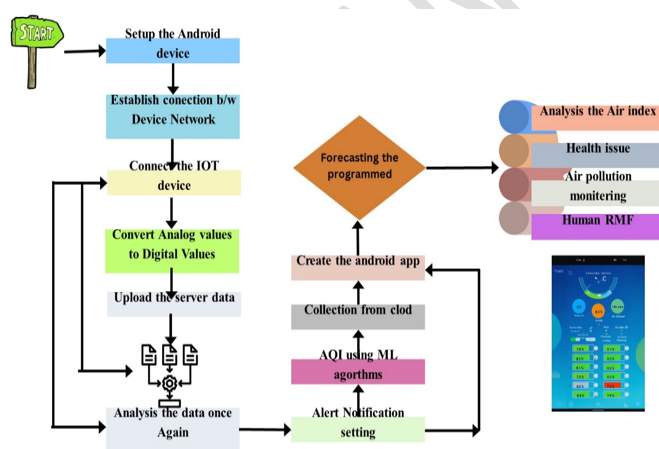 START
Setup the Android
device
Establish conection b/w
Device Network
Connect the IOT
device
Convert Analog values
to Digital Values
Upload the server data
Analysis the data once
Again
Alert Notification
setting
AQI using ML
agorthms
Collection from clod
Create the android app
Forecasting the
programmed
Analysis the Air index
Health issue
Air pollution
monitering
Human RMF